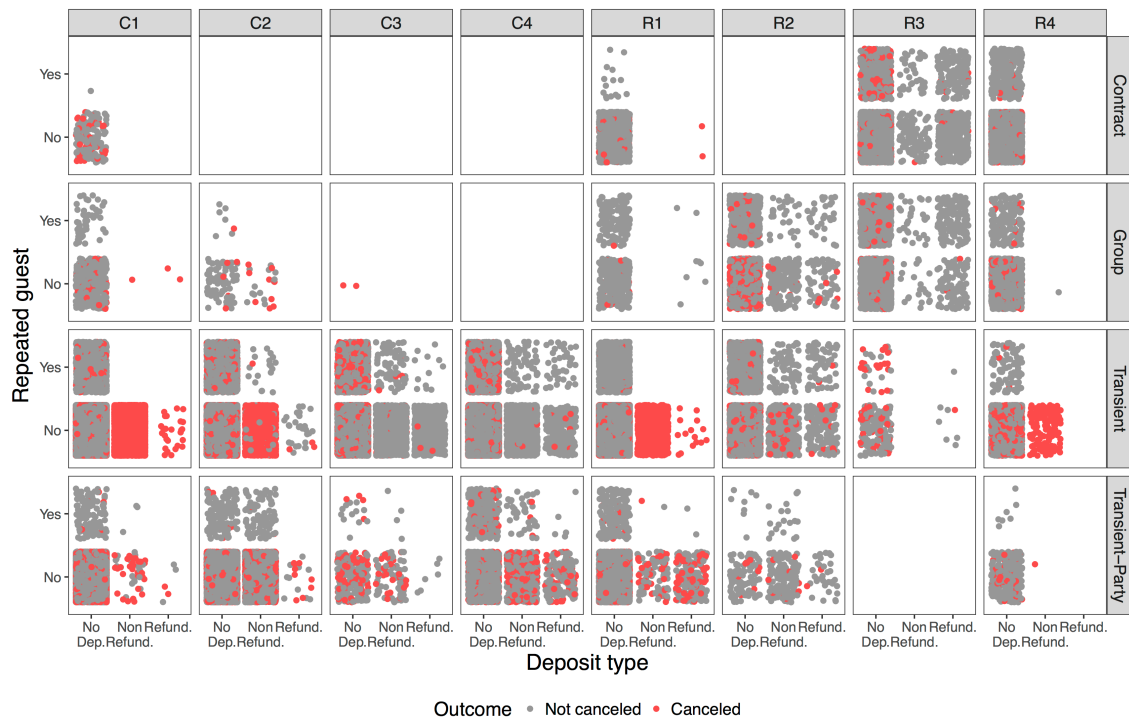 C1 C2 C3 C4 R1 R2 R3 R4
Yes
No
Contract
Yes
No
Group
Yes
No
Transient
Yes
No
Transient−Party
Repeated guest
No Non Refund. No Non Refund. No Non Refund. No Non Refund. No Non Refund. No Non Refund. No Non Refund. No Non Refund.
Dep. Refund. Dep. Refund. Dep. Refund. Dep. Refund. Dep. Refund. Dep. Refund. Dep. Refund. Dep. Refund.
Deposit type
Outcome Not canceled Canceled